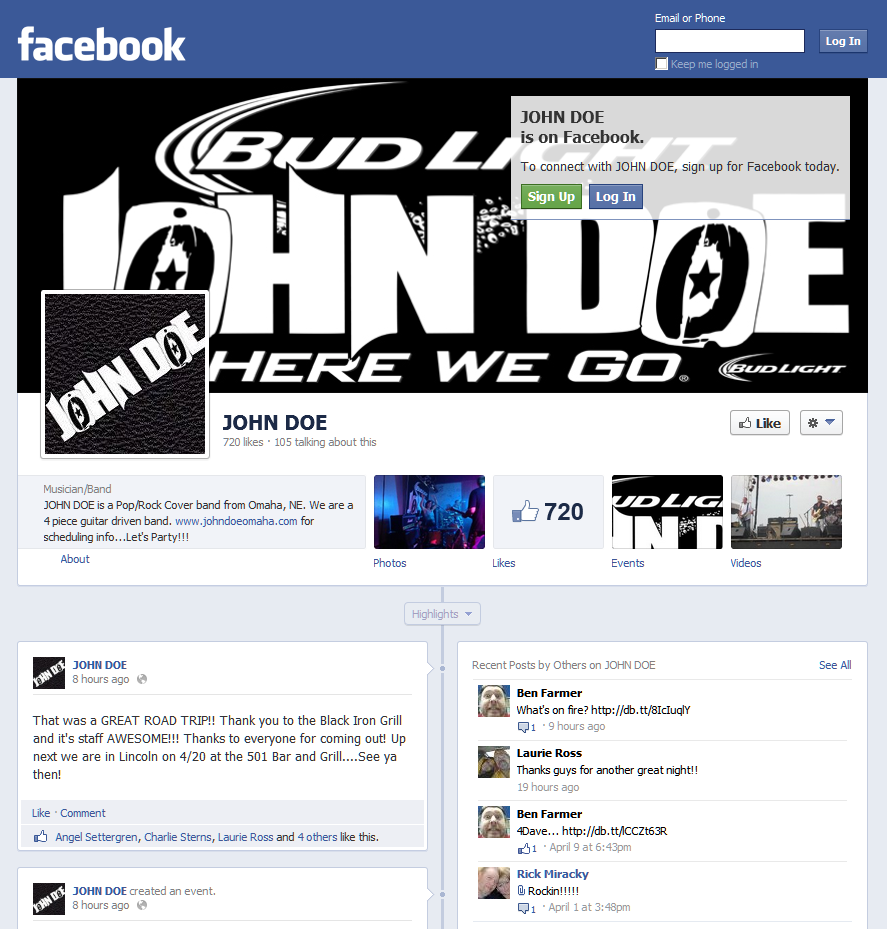 facebook
Email or Phone
Log In
Keep me logged in
BUD LIGHT
JOHN DOE
HERE WE GO®
BUD LIGHT
JOHN DOE
is on Facebook.
To connect with JOHN DOE, sign up for Facebook today.
Sign Up Log In
JOHN DOE
JOHN DOE
720 likes · 105 talking about this
Like
Musician/Band
JOHN DOE is a Pop/Rock Cover band from Omaha, NE. We are a
4 piece guitar driven band. www.johndoeomaha.com for
scheduling info...Let's Party!!!
About
Photos
720
Likes
UD LIG
Events
Videos
Highlights
JOHN DOE
JOHN DOE
8 hours ago
That was a GREAT ROAD TRIP!! Thank you to the Black Iron Grill
and it's staff AWESOME!!! Thanks to everyone for coming out! Up
next we are in Lincoln on 4/20 at the 501 Bar and Grill....See ya
then!
Like · Comment
Angel Settergren, Charlie Sterns, Laurie Ross and 4 others like this.
JOHN DOE
JOHN DOE created an event.
8 hours ago
Recent Posts by Others on JOHN DOE See All
Ben Farmer
What's on fire? http://db.tt/8IcIuqlY
1 · 9 hours ago
Laurie Ross
Thanks guys for another great night!!
19 hours ago
Ben Farmer
4Dave... http://db.tt/lCCZt63R
1 · April 9 at 6:43pm
Rick Miracky
Rockin!!!!!
1 · April 1 at 3:48pm